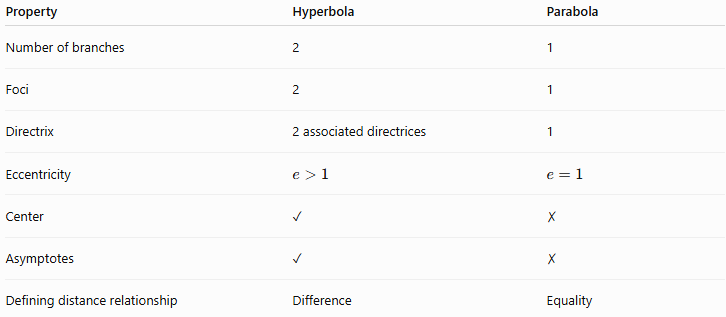 Property Hyperbola Parabola
Number of branches 2 1
Foci 2 1
Directrix 2 associated directrices 1
Eccentricity e > 1 e = 1
Center ✓ ✗
Asymptotes ✓ ✗
Defining distance relationship Difference Equality